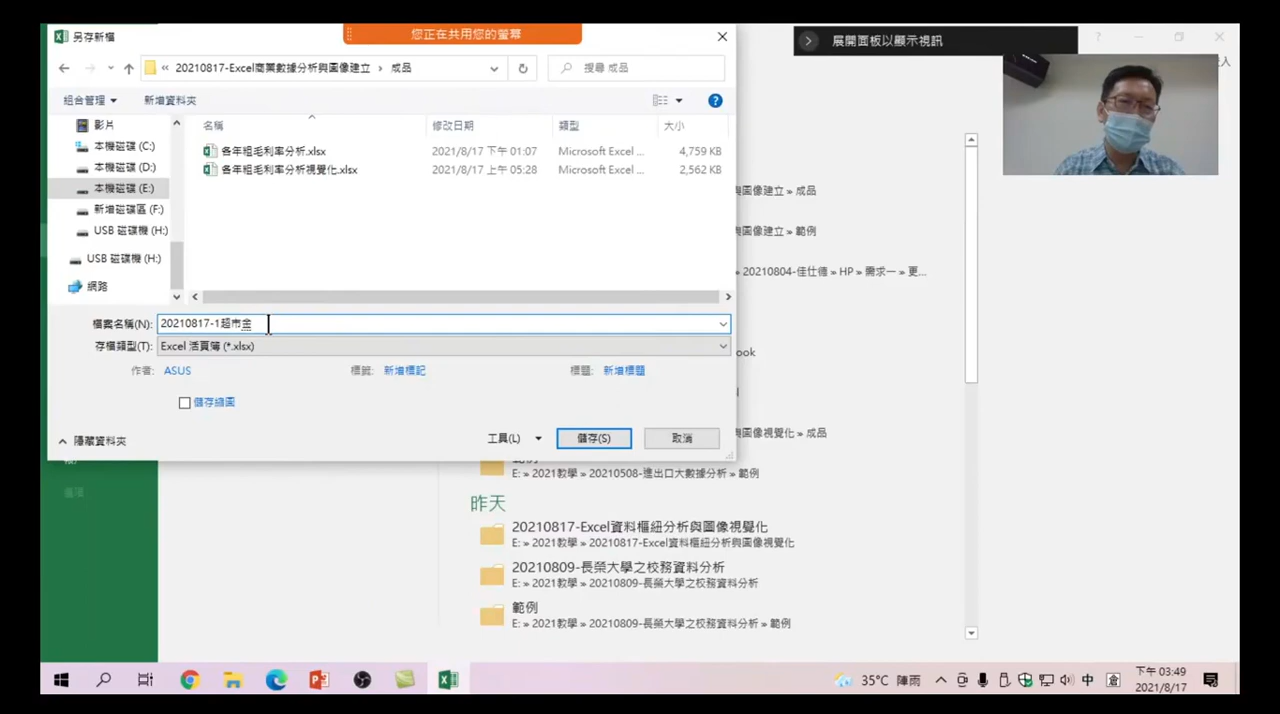 另存新檔
您正在共用您的螢幕
展開面板以顯示視訊
?
入
« 20210817-Excel商業數據分析與圖像建立 › 成品
搜尋 成品
組合管理
新增資料夾
影片
本機磁碟 (C:)
本機磁碟 (D:)
本機磁碟 (E:)
新增磁碟區 (F:)
USB 磁碟機 (H:)
USB 磁碟機 (H:)
網路
名稱 修改日期 類型 大小
各年粗毛利率分析.xlsx 2021/8/17 下午 01:07 Microsoft Excel ... 4,759 KB
各年粗毛利率分析視覺化.xlsx 2021/8/17 上午 05:28 Microsoft Excel ... 2,562 KB
檔案名稱(N): 20210817-1超市金
存檔類型(T): Excel 活頁簿 (*.xlsx)
作者: ASUS 標籤: 新增標記 標題: 新增標題
儲存縮圖
隱藏資料夾
工具(L) 儲存(S) 取消
與圖像建立 » 成品
與圖像建立 » 範例
» 20210804-佳仕德 » HP » 需求一 » 更...
ook
與圖像視覺化 » 成品
E: » 2021教學 » 20210508-進出口大數據分析 » 範例
選項
昨天
20210817-Excel資料樞紐分析與圖像視覺化
E: » 2021教學 » 20210817-Excel資料樞紐分析與圖像視覺化
20210809-長榮大學之校務資料分析
E: » 2021教學 » 20210809-長榮大學之校務資料分析
範例
E: » 2021教學 » 20210809-長榮大學之校務資料分析 » 範例
35°C 陣雨
中
倉
下午 03:49
2021/8/17